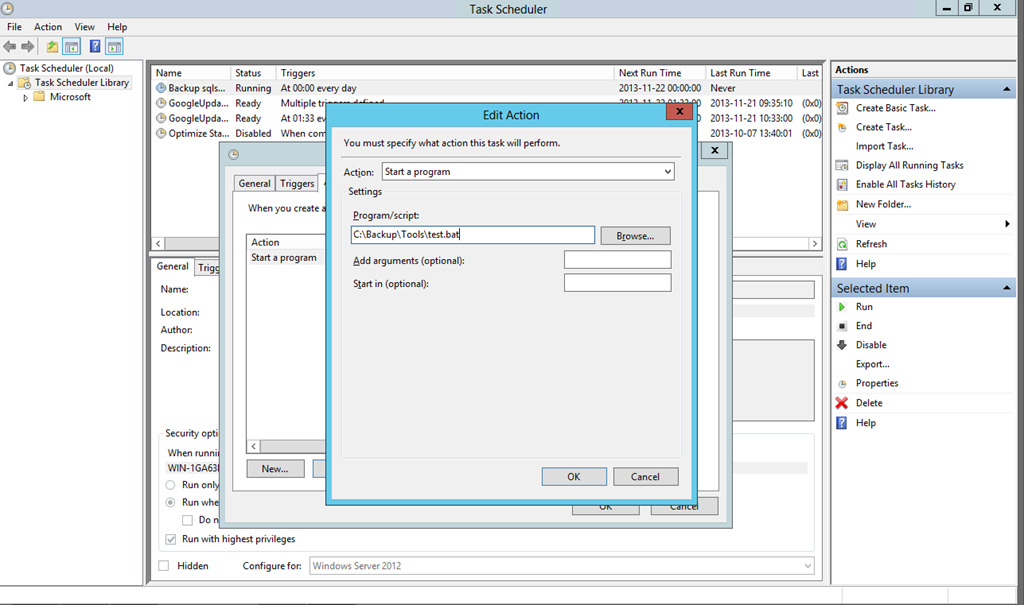 Task Scheduler
File Action View Help
Task Scheduler (Local)
Task Scheduler Library
Microsoft
Name Status Triggers Next Run Time Last Run Time Last
Backup sqls... Running At 00:00 every day 2013-11-22 00:00:00 Never
GoogleUpda... Ready Multiple triggers defined 2013-11-21 09:35:10 (0x0)
GoogleUpda... Ready At 01:33 ev 2013-11-21 10:33:00 (0x0)
Optimize Sta... Disabled When com 2013-10-07 13:40:01 (0x0)
General Triggers
When you create a
Action
Start a program
New...
OK Cancel
Edit Action
You must specify what action this task will perform.
Action: Start a program
Settings
Program/script:
C:\Backup\Tools\test.bat Browse...
Add arguments (optional):
Start in (optional):
OK Cancel
General Trigg
Name:
Location:
Author:
Description:
Security opti
When runnin
WIN-1GA63
Run only
Run whe
Do n
Run with highest privileges
Hidden Configure for: Windows Server 2012
Actions
Task Scheduler Library
Create Basic Task...
Create Task...
Import Task...
Display All Running Tasks
Enable All Tasks History
New Folder...
View
Refresh
Help
Selected Item
Run
End
Disable
Export...
Properties
Delete
Help